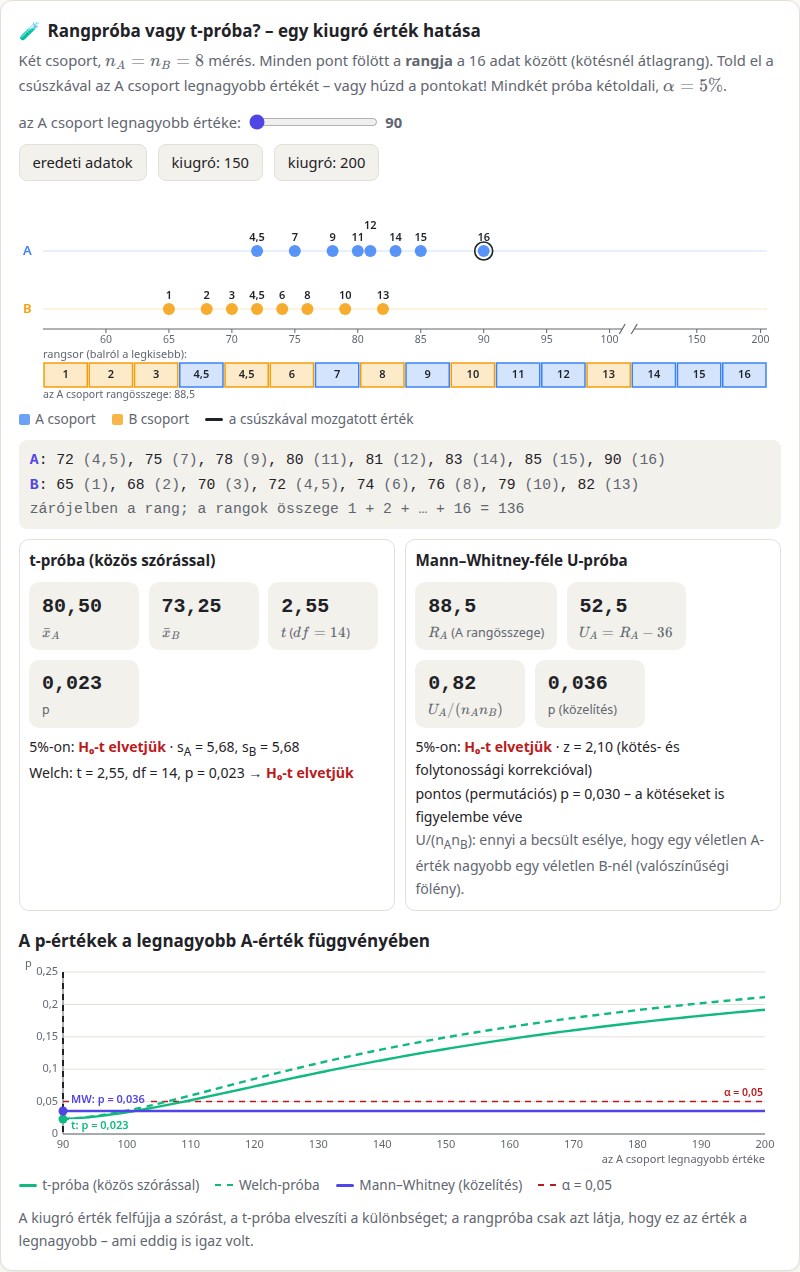 🧪 Rangpróba vagy t-próba? – egy kiugró érték hatása
Két csoport, n_A = n_B = 8 mérés. Minden pont fölött a rangja a 16 adat között (kötésnél átlagrang). Told el a
csúszkával az A csoport legnagyobb értékét – vagy húzd a pontokat! Mindkét próba kétoldali, α = 5%.
az A csoport legnagyobb értéke: 90
eredeti adatok kiugró: 150 kiugró: 200
12
4,5 7 9 11 14 15 16
A
1 2 3 4,5 6 8 10 13
B
60 65 70 75 80 85 90 95 100 150 200
rangsor (balról a legkisebb):
1 2 3 4,5 4,5 6 7 8 9 10 11 12 13 14 15 16
az A csoport rangösszege: 88,5
A csoport B csoport a csúszkával mozgatott érték
A: 72 (4,5), 75 (7), 78 (9), 80 (11), 81 (12), 83 (14), 85 (15), 90 (16)
B: 65 (1), 68 (2), 70 (3), 72 (4,5), 74 (6), 76 (8), 79 (10), 82 (13)
zárójelben a rang; a rangok összege 1 + 2 + … + 16 = 136
t-próba (közös szórással)
80,50 73,25 2,55
x̄_A x̄_B t (df = 14)
0,023
p
5%-on: H₀-t elvetjük · s_A = 5,68, s_B = 5,68
Welch: t = 2,55, df = 14, p = 0,023 → H₀-t elvetjük
Mann–Whitney-féle U-próba
88,5 52,5
R_A (A rangösszege) U_A = R_A − 36
0,82 0,036
U_A/(n_A n_B) p (közelítés)
5%-on: H₀-t elvetjük · z = 2,10 (kötés- és
folytonossági korrekcióval)
pontos (permutációs) p = 0,030 – a kötéseket is
figyelembe véve
U/(n_A n_B): ennyi a becsült esélye, hogy egy véletlen A-
érték nagyobb egy véletlen B-nél (valószínűségi
fölény).
A p-értékek a legnagyobb A-érték függvényében
p
0,25
0,2
0,15
0,1
0,05
0
α = 0,05
MW: p = 0,036
t: p = 0,023
90 100 110 120 130 140 150 160 170 180 190 200
az A csoport legnagyobb értéke
t-próba (közös szórással) Welch-próba Mann–Whitney (közelítés) α = 0,05
A kiugró érték felfújja a szórást, a t-próba elveszíti a különbséget; a rangpróba csak azt látja, hogy ez az érték a
legnagyobb – ami eddig is igaz volt.